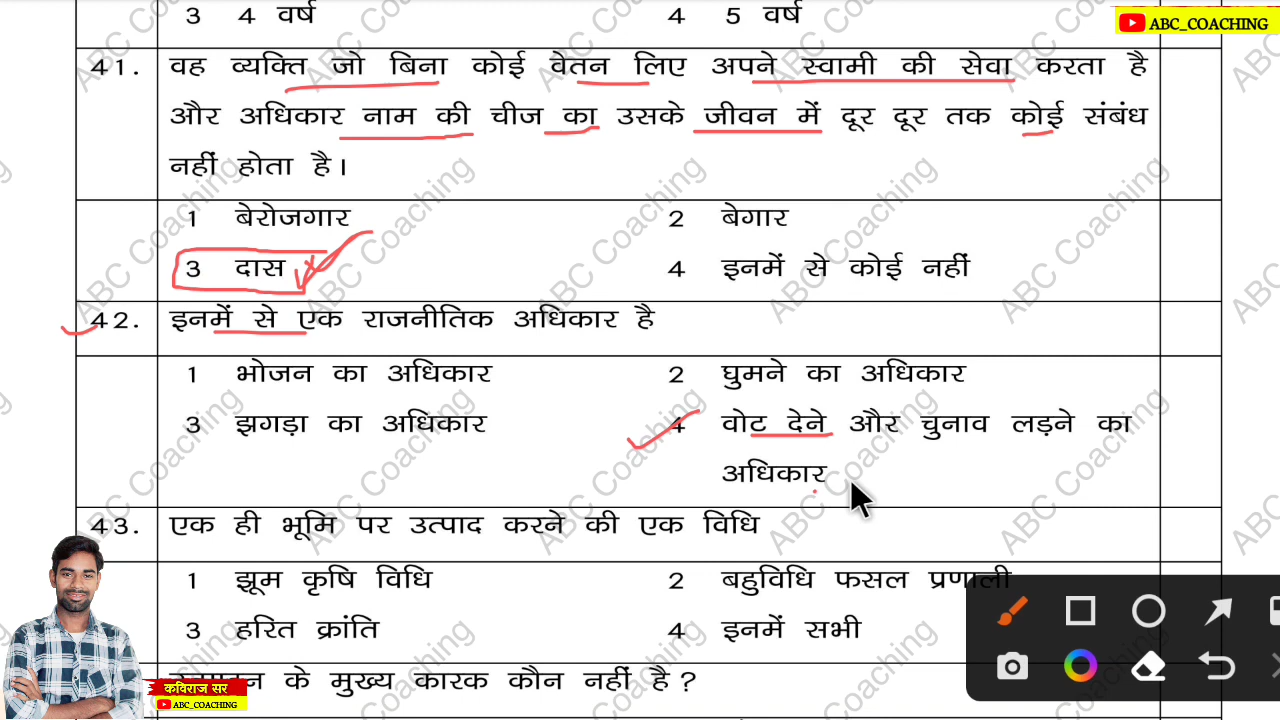 3 4 वर्ष 4 5 वर्ष
ABC_COACHING
41. वह व्यक्ति जो बिना कोई वेतन लिए अपने स्वामी की सेवा करता है
और अधिकार नाम की चीज का उसके जीवन में दूर दूर तक कोई संबंध
नहीं होता है।
1 बेरोजगार 2 बेगार
3 दास 4 इनमें से कोई नहीं
42. इनमें से एक राजनीतिक अधिकार है
1 भोजन का अधिकार 2 घुमने का अधिकार
3 झगड़ा का अधिकार 4 वोट देने और चुनाव लड़ने का
अधिकार
43. एक ही भूमि पर उत्पाद करने की एक विधि
1 झूम कृषि विधि 2 बहुविधि फसल प्रणाली
3 हरित क्रांति 4 इनमें सभी
के मुख्य कारक कौन नहीं है?
कविराज सर
ABC_COACHING
ABC Coaching